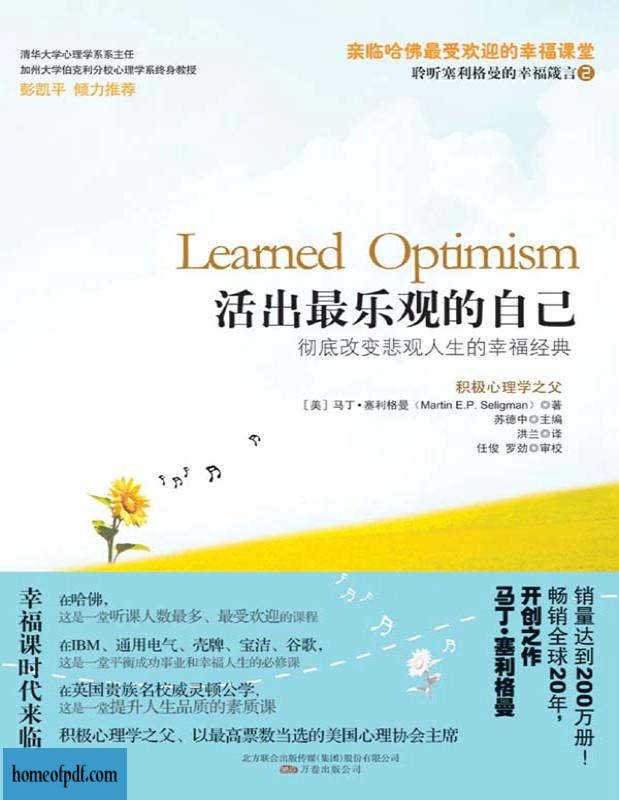 清华大学心理学系系主任
加州大学伯克利分校心理学系终身教授
彭凯平 倾力推荐
亲临哈佛最受欢迎的幸福课堂
聆听塞利格曼的幸福箴言2
Learned Optimism
活出最乐观的自己
彻底改变悲观人生的幸福经典
积极心理学之父
[美] 马丁·塞利格曼(Martin E.P. Seligman)◎著
苏德中◎主编
洪兰◎译
任俊 罗劲◎审校
幸福课时代来临
在哈佛,
这是一堂听课人数最多、最受欢迎的课程
在IBM、通用电气、壳牌、宝洁、谷歌,
这是一堂平衡成功事业和幸福人生的必修课
在英国贵族名校威灵顿公学,
这是一堂提升人生品质的素质课
积极心理学之父、以最高票数当选的美国心理协会主席
销量达到200万册!
畅销全球20年,
开创之作
马丁·塞利格曼
北方联合出版传媒(集团)股份有限公司
万卷出版公司
homeofpdf.com